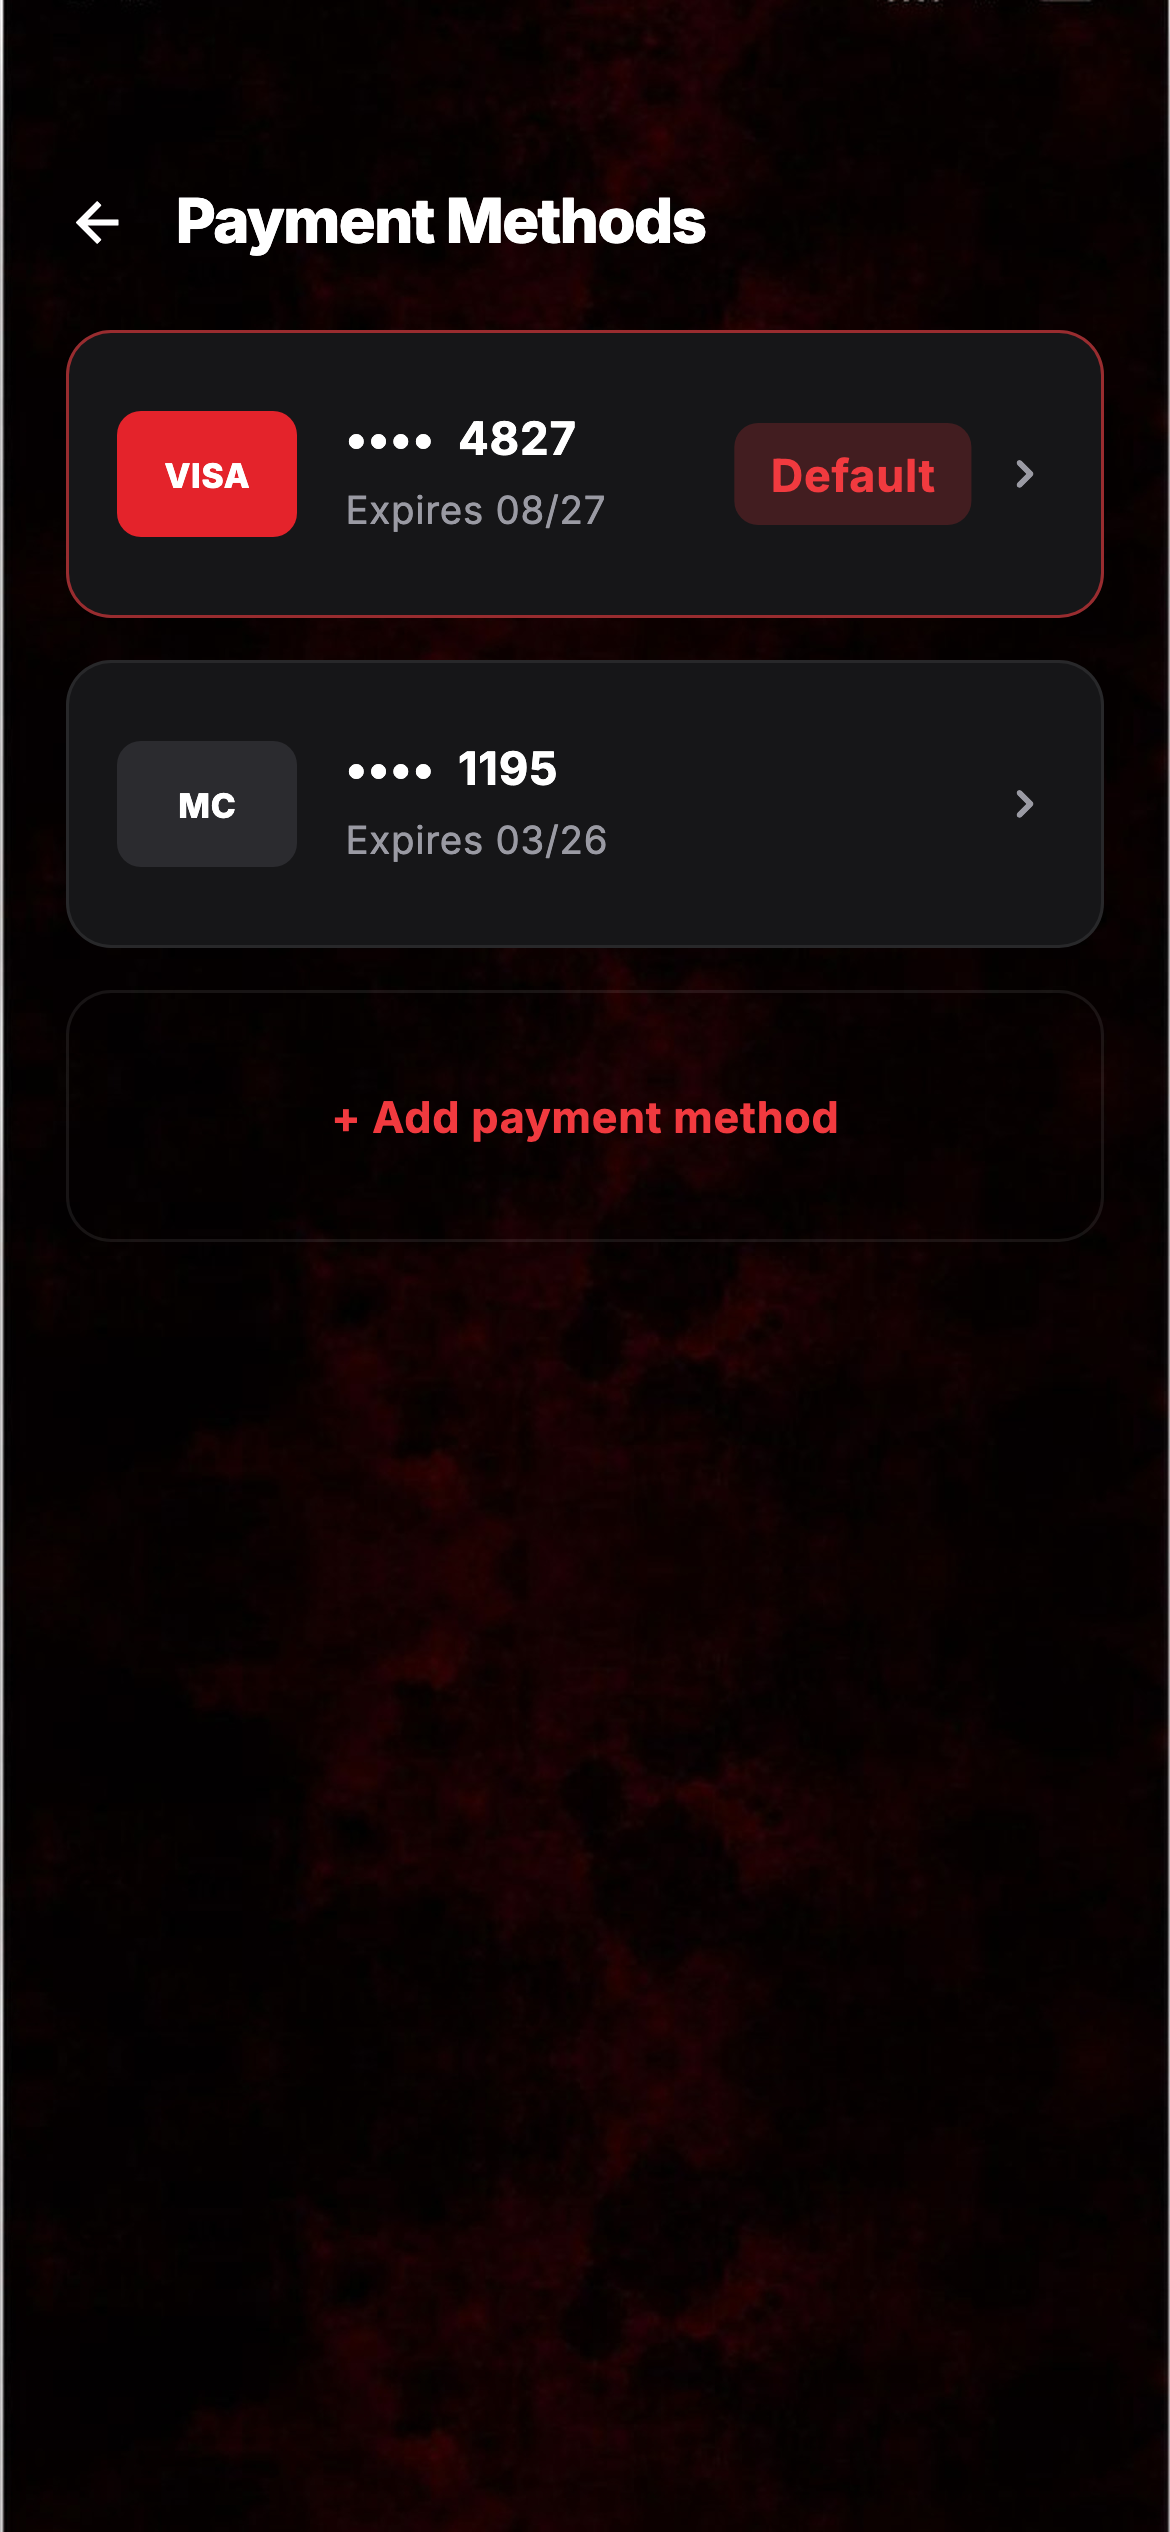 Payment Methods
VISA
•••• 4827
Expires 08/27
Default
MC
•••• 1195
Expires 03/26
+ Add payment method